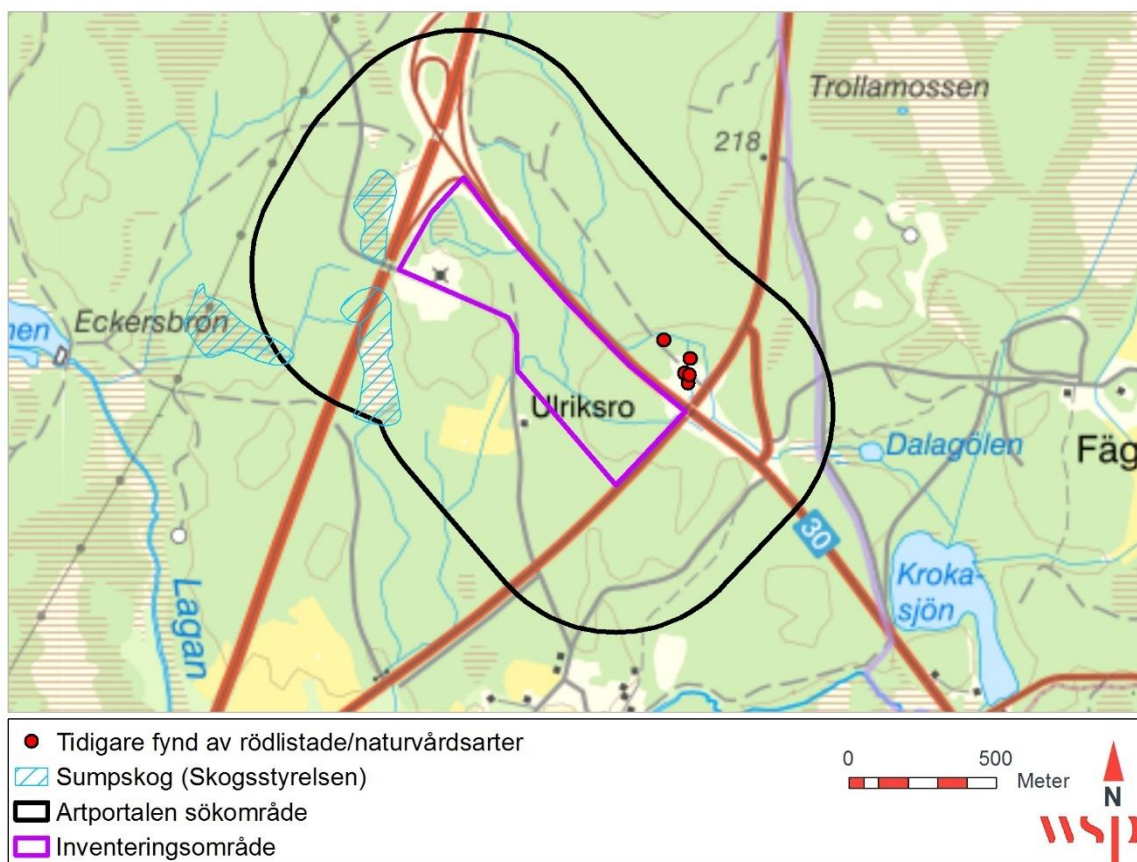 Trollamossen
218
nen
Eckersbron
Ulriksro
Dalagölen
Fäg
30
Kroka-
sjön
Lagan
Tidigare fynd av rödlistade/naturvårdsarter
Sumpskog (Skogsstyrelsen)
Artportalen sökområde
Inventeringsområde
0 500
Meter
N
wsp